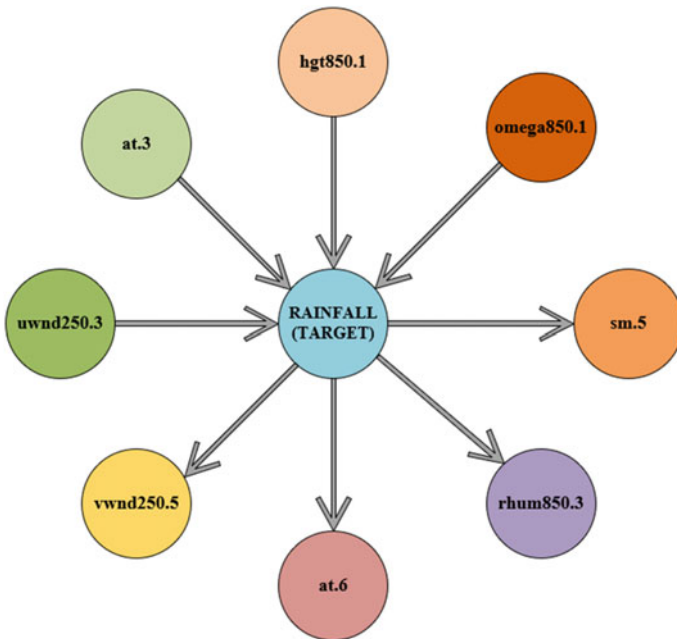 hgt850.1
omega850.1
at.3
uwnd250.3
RAINFALL
(TARGET)
sm.5
vwnd250.5
rhum850.3
at.6